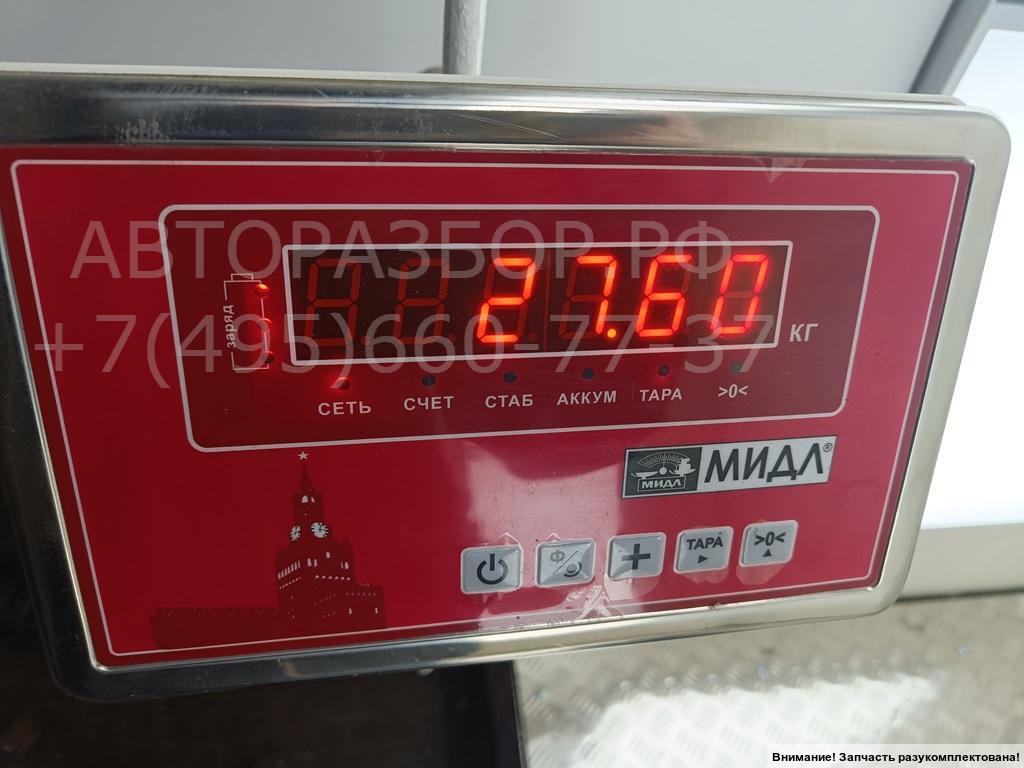 АВТОРАЗБОР.РФ
+7(495)660-77-37
заряд
27.60
КГ
СЕТЬ СЧЕТ СТАБ АККУМ ТАРА >0<
МИДЛ МИДЛ®
Ф + ТАРА >0<
Внимание! Запчасть разукомплектована!